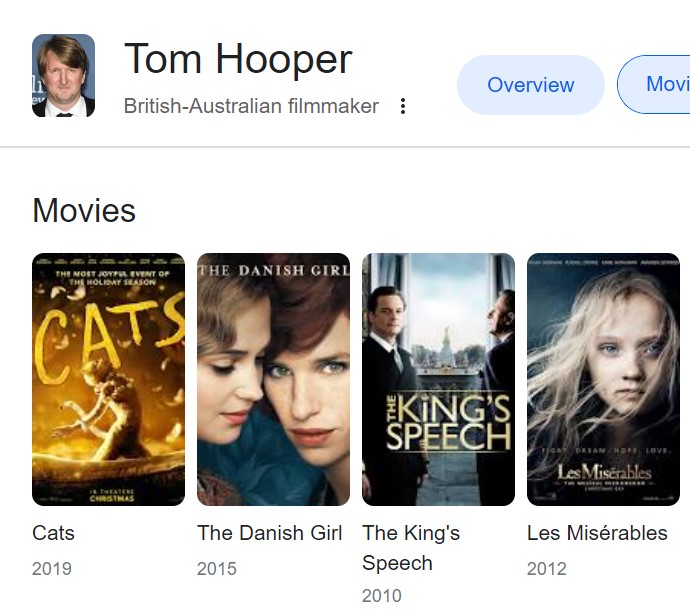 Tom Hooper
British-Australian filmmaker
Overview
Movi
Movies
THE MOST JOYFUL EVENT OF
THE HOLIDAY SEASON
CATS
IN THEATERS
CHRISTMAS
THE DANISH GIRL
THE
KING'S
SPEECH
FIGHT. DREAM. HOPE. LOVE.
Les Misérables
CHRISTMAS DAY
Cats
2019
The Danish Girl
2015
The King's
Speech
2010
Les Misérables
2012